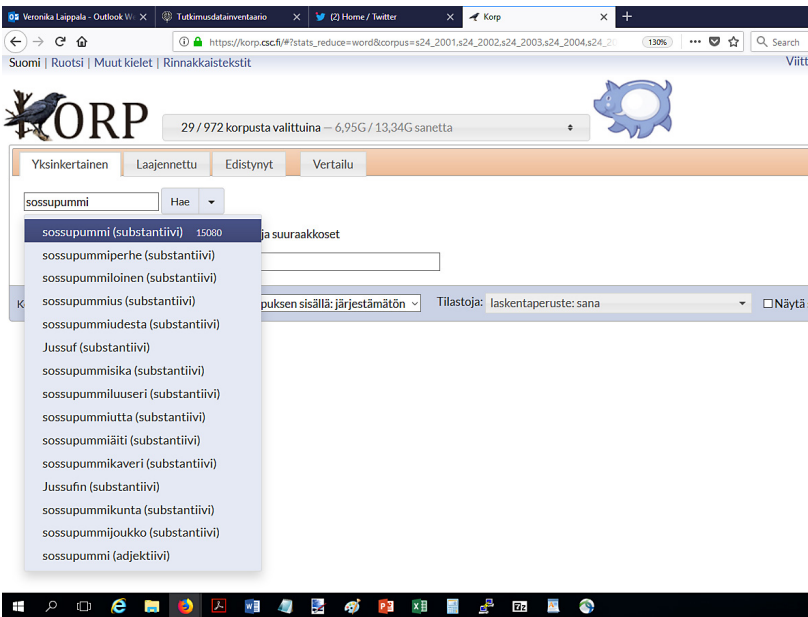 Veronika Laippala - Outlook W
Tutkimusdatainventaario
(2) Home / Twitter
Korp
https://korp.csc.fi/#?stats_reduce=word&corpus=s24_2001,s24_2002,s24_2003,s24_2004,s24_20
130%
Search
Suomi | Ruotsi | Muut kielet | Rinnakkaistekstit
Viitt
KORP
29 / 972 korpusta valittuina — 6,95G / 13,34G sanetta
Yksinkertainen
Laajennettu
Edistynyt
Vertailu
sossupummi
Hae
sossupummi (substantiivi) 15080
ja suuraakkoset
sossupummiperhe (substantiivi)
sossupummiloinen (substantiivi)
sossupummius (substantiivi)
K
puksen sisällä: järjestämätön
Tilastoja: laskentaperuste: sana
Näytä
sossupummiudesta (substantiivi)
Jussuf (substantiivi)
sossupummisika (substantiivi)
sossupummiluuseri (substantiivi)
sossupummiutta (substantiivi)
sossupummiäiti (substantiivi)
sossupummikaveri (substantiivi)
Jussufin (substantiivi)
sossupummikunta (substantiivi)
sossupummijoukko (substantiivi)
sossupummi (adjektiivi)